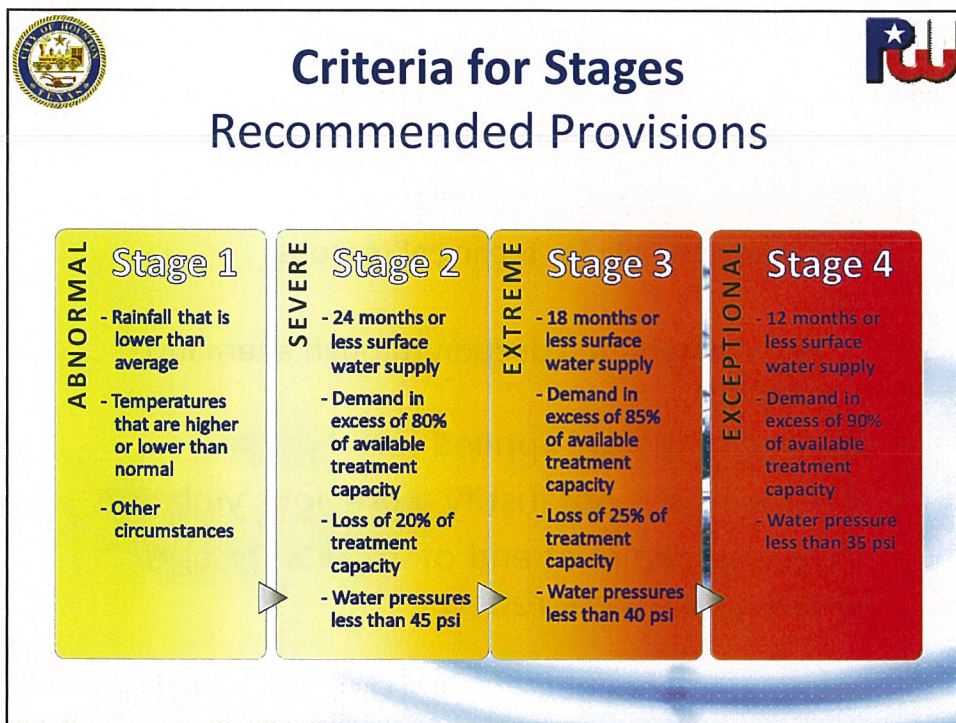 CITY OF HOUSTON
TEXAS
PW
Criteria for Stages
Recommended Provisions
ABNORMAL
Stage 1
- Rainfall that is
lower than
average
- Temperatures
that are higher
or lower than
normal
- Other
circumstances
SEVERE
Stage 2
- 24 months or
less surface
water supply
- Demand in
excess of 80%
of available
treatment
capacity
- Loss of 20% of
treatment
capacity
- Water pressures
less than 45 psi
EXTREME
Stage 3
- 18 months or
less surface
water supply
- Demand in
excess of 85%
of available
treatment
capacity
- Loss of 25% of
treatment
capacity
- Water pressures
less than 40 psi
EXCEPTIONAL
Stage 4
- 12 months or
less surface
water supply
- Demand in
excess of 90%
of available
treatment
capacity
- Water pressure
less than 35 psi